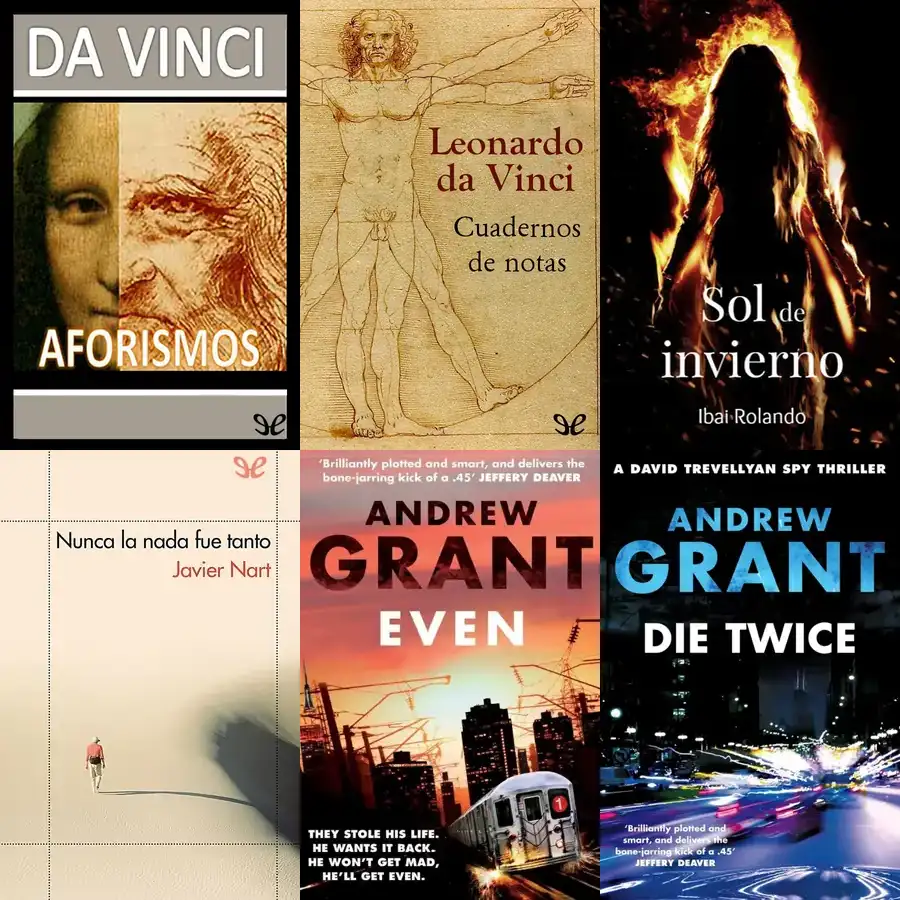 DA VINCI
AFORISMOS
Leonardo
da Vinci
Cuadernos
de notas
Sol de
invierno
Ibai Rolando
Nunca la nada fue tanto
Javier Nart
'Brilliantly plotted and smart, and delivers the
bone-jarring kick of a .45' JEFFERY DEAVER
ANDREW
GRANT
EVEN
1
THEY STOLE HIS LIFE.
HE WANTS IT BACK.
HE WON'T GET MAD,
HE'LL GET EVEN.
A DAVID TREVELLYAN SPY THRILLER
ANDREW
GRANT
DIE TWICE
'Brilliantly plotted and
smart, and delivers the
bone-jarring kick of a .45'
JEFFERY DEAVER